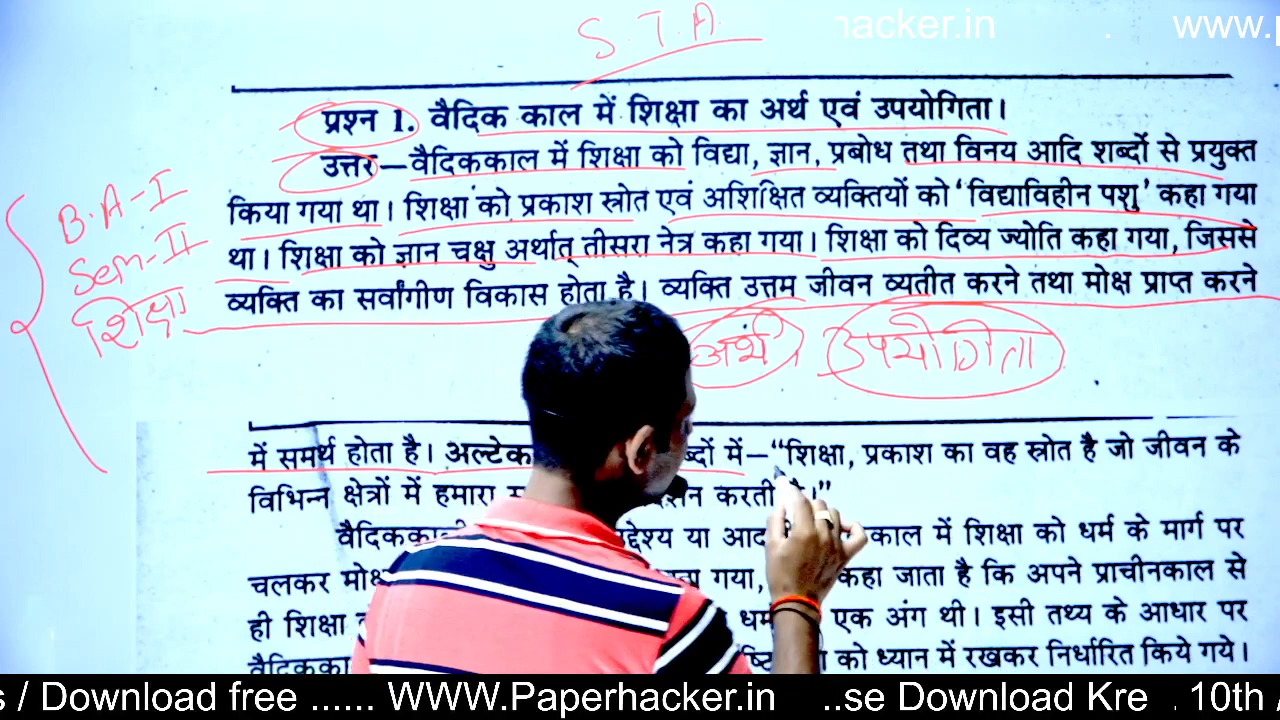 S.T.A.
hacker.in . www.p
प्रश्न 1. वैदिक काल में शिक्षा का अर्थ एवं उपयोगिता।
उत्तर—वैदिककाल में शिक्षा को विद्या, ज्ञान, प्रबोध तथा विनय आदि शब्दों से प्रयुक्त
किया गया था। शिक्षा को प्रकाश स्रोत एवं अशिक्षित व्यक्तियों को ‘विद्याविहीन पशु’ कहा गया
था। शिक्षा को ज्ञान चक्षु अर्थात् तीसरा नेत्र कहा गया। शिक्षा को दिव्य ज्योति कहा गया, जिससे
व्यक्ति का सर्वांगीण विकास होता है। व्यक्ति उत्तम जीवन व्यतीत करने तथा मोक्ष प्राप्त करने
B.A-I
Sem-II
शिक्षा
अर्थ उपयोगिता
में समर्थ होता है। अल्टेक ब्दों में—“शिक्षा, प्रकाश का वह स्रोत है जो जीवन के
विभिन्न क्षेत्रों में हमारा करती है।”
वैदिकका द्देश्य या काल में शिक्षा को धर्म के मार्ग पर
चलकर मोक्ष गया, कहा जाता है कि अपने प्राचीनकाल से
ही शिक्षा धर्म एक अंग थी। इसी तथ्य के आधार पर
वैदिकका को ध्यान में रखकर निर्धारित किये गये।
s / Download free ...... WWW.Paperhacker.in ..se Download Kre . 10th